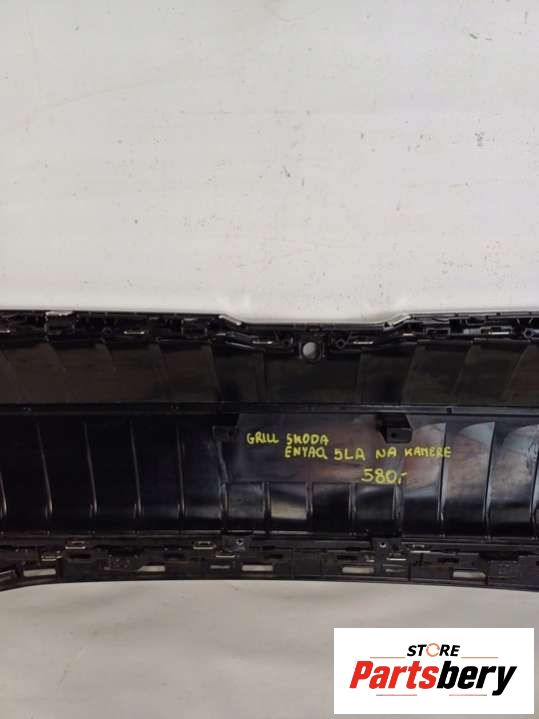 GRILL SKODA
ENYAQ 5LA NA KAMERE
580,-
STORE
Partsbery